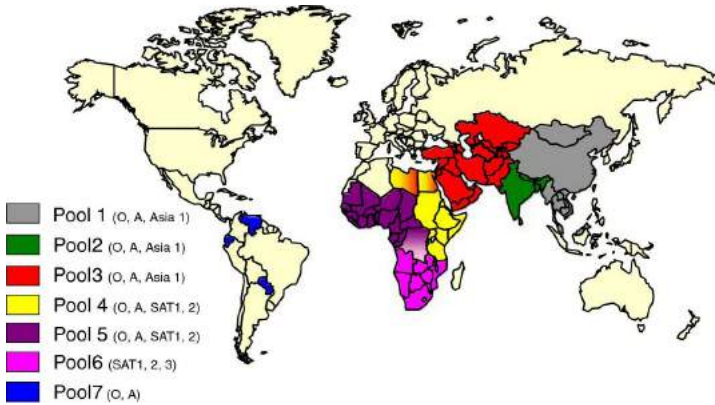 Pool 1 (O, A, Asia 1)
Pool2 (O, A, Asia 1)
Pool3 (O, A, Asia 1)
Pool 4 (O, A, SAT1, 2)
Pool 5 (O, A, SAT1, 2)
Pool6 (SAT1, 2, 3)
Pool7 (O, A)